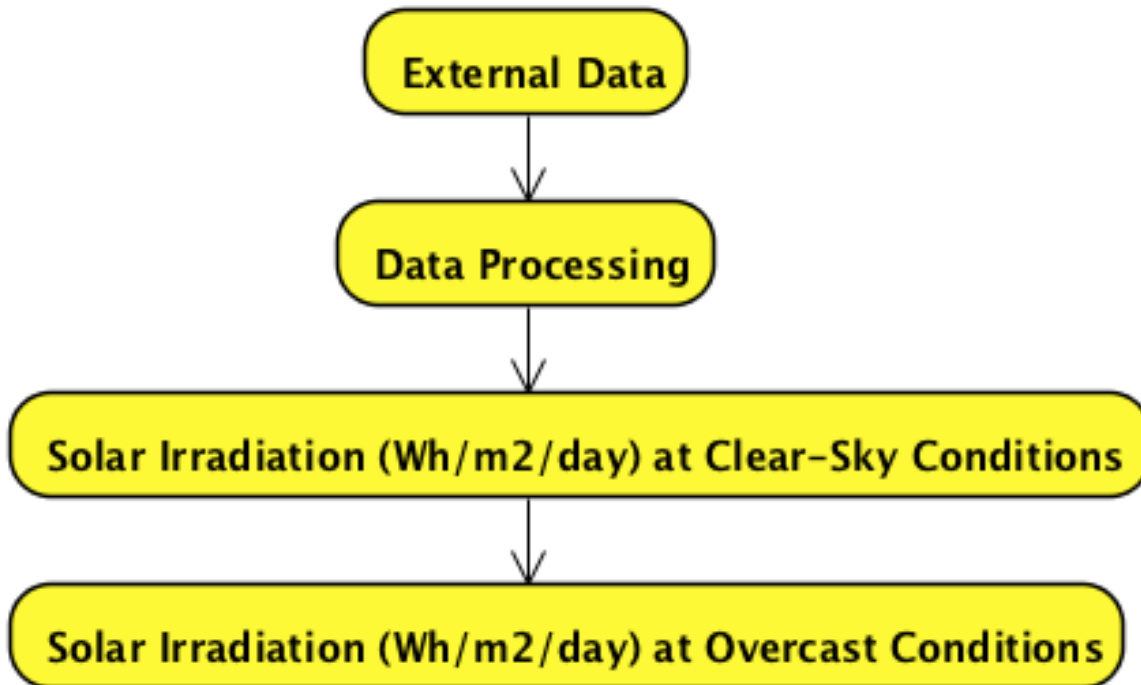 External Data
Data Processing
Solar Irradiation (Wh/m2/day) at Clear-Sky Conditions
Solar Irradiation (Wh/m2/day) at Overcast Conditions